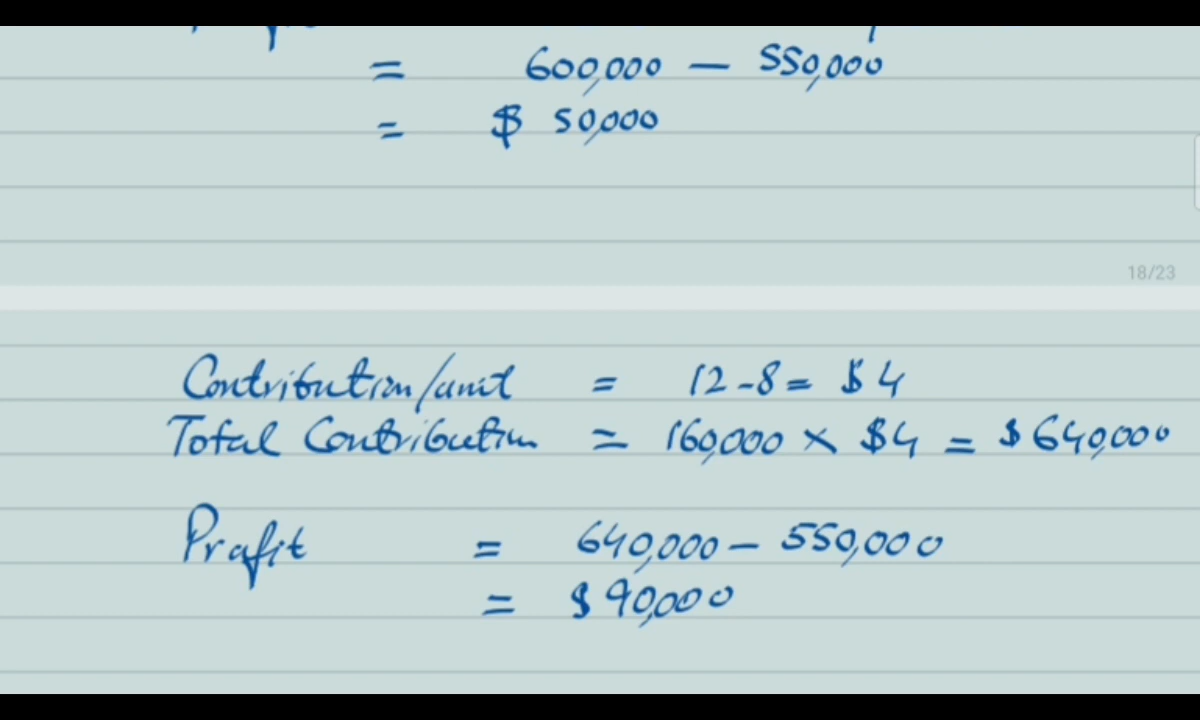 = 600,000 - 550,000
= $ 50,000
18/23
Contribution/unit = 12-8 = $4
Total Contribution = 160,000 × $4 = $640,000
Profit = 640,000 - 550,000
= $90,000